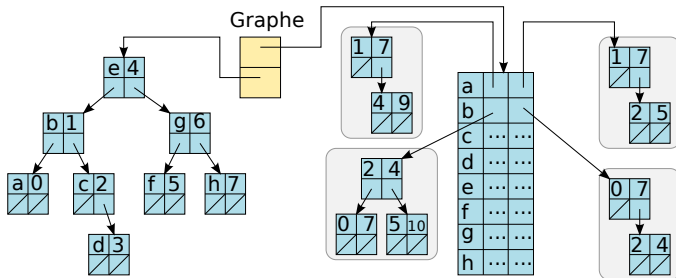 Graphe
e 4
b 1
g 6
a 0
c 2
f 5
h 7
d 3
1 7
4 9
2 4
0 7
5 10
a
b
c ... ...
d ... ...
e ... ...
f ... ...
g ... ...
h ... ...
1 7
2 5
0 7
2 4